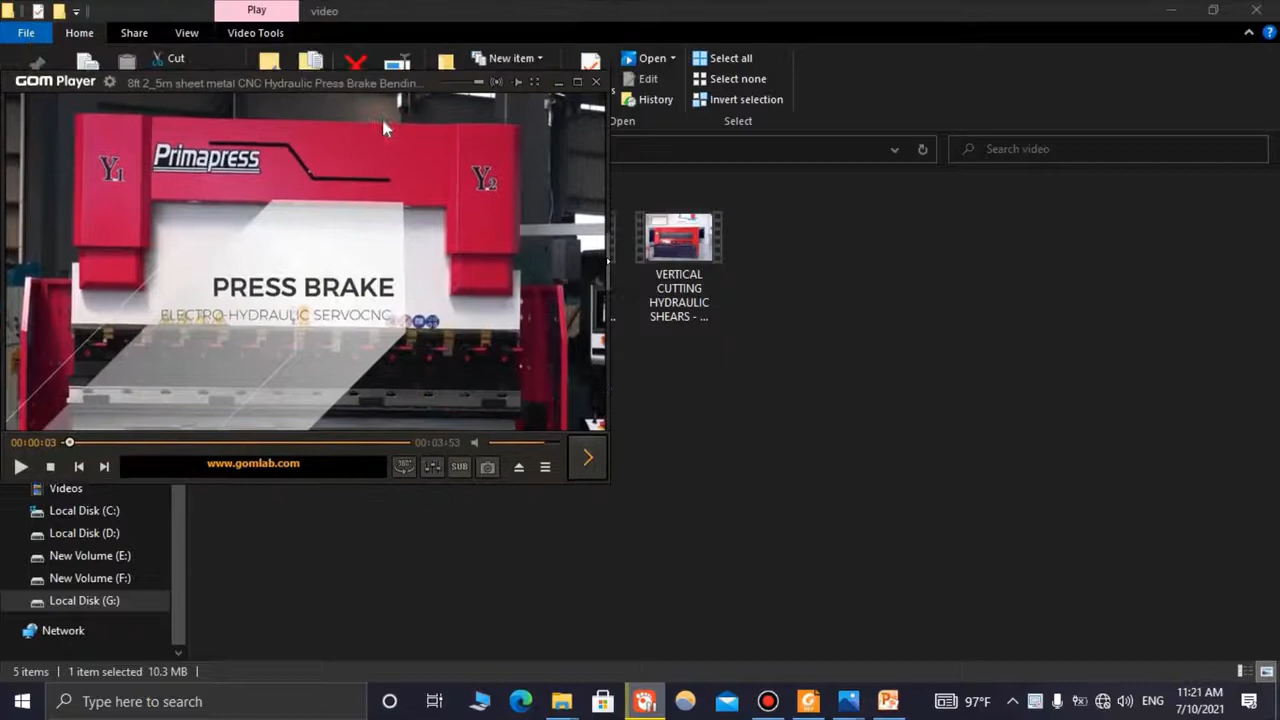 Play
video
File
Home
Share
View
Video Tools
Cut
New item
Open
Select all
Edit
Select none
History
Invert selection
Open
Select
GOM Player
8ft 2_5m sheet metal CNC Hydraulic Press Brake Bendin...
Search video
Y1
Primapress
Y2
PRESS BRAKE
ELECTRO-HYDRAULIC SERVOCNC
VERTICAL
CUTTING
HYDRAULIC
SHEARS - ...
00:00:03
00:03:53
www.gomlab.com
360°
SUB
Videos
Local Disk (C:)
Local Disk (D:)
New Volume (E:)
New Volume (F:)
Local Disk (G:)
Network
5 items
1 item selected 10.3 MB
Type here to search
97°F
ENG
11:21 AM
7/10/2021